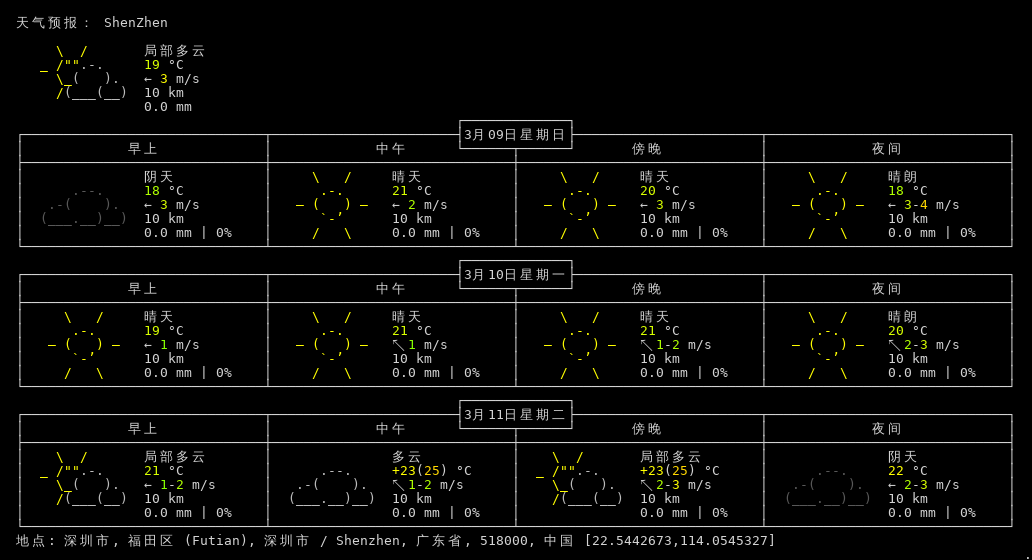 天气预报： ShenZhen
局部多云
19 °C
← 3 m/s
10 km
0.0 mm
3月09日星期日
早上 中午 傍晚 夜间
阴天 晴天 晴天 晴朗
18 °C 21 °C 20 °C 18 °C
← 3 m/s ← 2 m/s ← 3 m/s ← 3-4 m/s
10 km 10 km 10 km 10 km
0.0 mm | 0% 0.0 mm | 0% 0.0 mm | 0% 0.0 mm | 0%
3月10日星期一
早上 中午 傍晚 夜间
晴天 晴天 晴天 晴朗
19 °C 21 °C 21 °C 20 °C
← 1 m/s ↖ 1 m/s ↖ 1-2 m/s ↖ 2-3 m/s
10 km 10 km 10 km 10 km
0.0 mm | 0% 0.0 mm | 0% 0.0 mm | 0% 0.0 mm | 0%
3月11日星期二
早上 中午 傍晚 夜间
局部多云 多云 局部多云 阴天
21 °C +23(25) °C +23(25) °C 22 °C
← 1-2 m/s ↖ 1-2 m/s ↖ 2-3 m/s ← 2-3 m/s
10 km 10 km 10 km 10 km
0.0 mm | 0% 0.0 mm | 0% 0.0 mm | 0% 0.0 mm | 0%
地点: 深圳市, 福田区 (Futian), 深圳市 / Shenzhen, 广东省, 518000, 中国 [22.5442673,114.0545327]